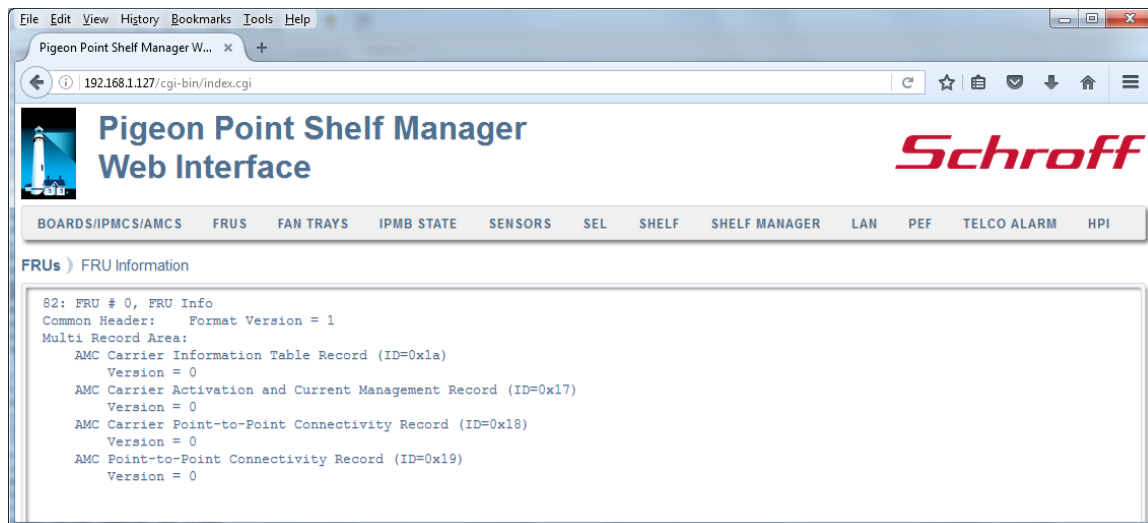 File Edit View History Bookmarks Tools Help
Pigeon Point Shelf Manager W... × +
192.168.1.127/cgi-bin/index.cgi
Pigeon Point Shelf Manager
Web Interface
Schroff
BOARDS/IPMCS/AMCS FRUS FAN TRAYS IPMB STATE SENSORS SEL SHELF SHELF MANAGER LAN PEF TELCO ALARM HPI
FRUs ) FRU Information
82: FRU # 0, FRU Info
Common Header: Format Version = 1
Multi Record Area:
AMC Carrier Information Table Record (ID=0x1a)
Version = 0
AMC Carrier Activation and Current Management Record (ID=0x17)
Version = 0
AMC Carrier Point-to-Point Connectivity Record (ID=0x18)
Version = 0
AMC Point-to-Point Connectivity Record (ID=0x19)
Version = 0